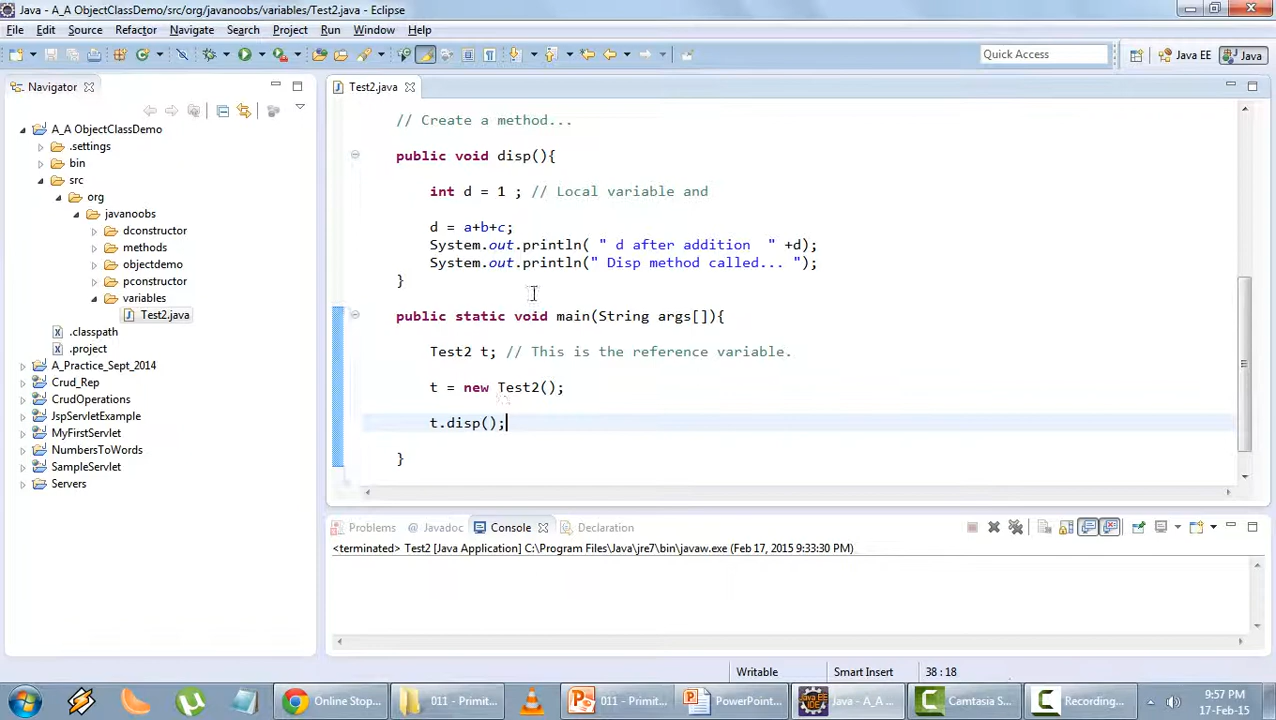 Java - A_A ObjectClassDemo/src/org/javanoobs/variables/Test2.java - Eclipse
File Edit Source Refactor Navigate Search Project Run Window Help
Quick Access
Java EE
Java
Navigator
A_A ObjectClassDemo
.settings
bin
src
org
javanoobs
dconstructor
methods
objectdemo
pconstructor
variables
Test2.java
.classpath
.project
A_Practice_Sept_2014
Crud_Rep
CrudOperations
JspServletExample
MyFirstServlet
NumbersToWords
SampleServlet
Servers
Test2.java
// Create a method...
public void disp(){
int d = 1 ; // Local variable and
d = a+b+c;
System.out.println( " d after addition  " +d);
System.out.println(" Disp method called... ");
}
public static void main(String args[]){
Test2 t; // This is the reference variable.
t = new Test2();
t.disp();
}
Problems @ Javadoc Console Declaration
<terminated> Test2 [Java Application] C:\Program Files\Java\jre7\bin\javaw.exe (Feb 17, 2015 9:33:30 PM)
Writable
Smart Insert
38 : 18
Online Stop...
011 - Primit...
011 - Primit...
PowerPoint...
Java - A_A ...
Camtasia S...
Recording...
9:57 PM
17-Feb-15